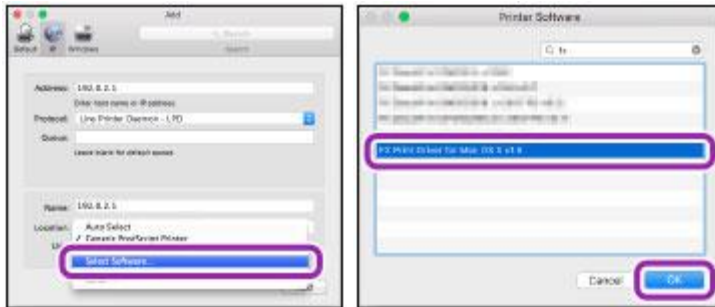 Add
Search
Default IP Windows
Search
Address: 192.0.2.1
Enter host name or IP address.
Protocol: Line Printer Daemon - LPD
Queue:
Leave blank for default queue.
Name: 192.0.2.1
Location:
Auto Select
✓ Generic PostScript Printer
Select Software...
Printer Software
fx
FX Print Driver for Mac OS X
Cancel
OK